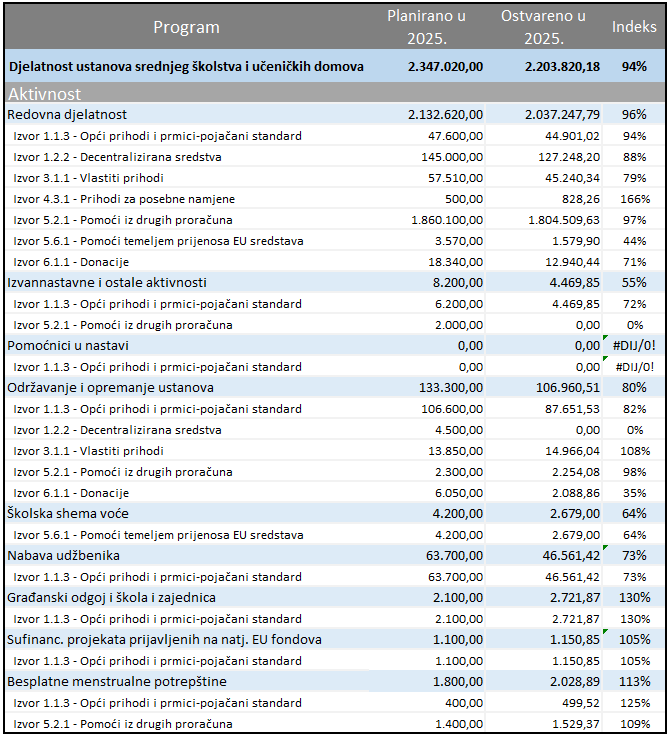 Program Planirano u 2025. Ostvareno u 2025. Indeks
Djelatnost ustanova srednjeg školstva i učeničkih domova 2.347.020,00 2.203.820,18 94%
Aktivnost
Redovna djelatnost 2.132.620,00 2.037.247,79 96%
Izvor 1.1.3 - Opći prihodi i prmici-pojačani standard 47.600,00 44.901,02 94%
Izvor 1.2.2 - Decentralizirana sredstva 145.000,00 127.248,20 88%
Izvor 3.1.1 - Vlastiti prihodi 57.510,00 45.240,34 79%
Izvor 4.3.1 - Prihodi za posebne namjene 500,00 828,26 166%
Izvor 5.2.1 - Pomoći iz drugih proračuna 1.860.100,00 1.804.509,63 97%
Izvor 5.6.1 - Pomoći temeljem prijenosa EU sredstava 3.570,00 1.579,90 44%
Izvor 6.1.1 - Donacije 18.340,00 12.940,44 71%
Izvannastavne i ostale aktivnosti 8.200,00 4.469,85 55%
Izvor 1.1.3 - Opći prihodi i prmici-pojačani standard 6.200,00 4.469,85 72%
Izvor 5.2.1 - Pomoći iz drugih proračuna 2.000,00 0,00 0%
Pomoćnici u nastavi 0,00 0,00 #DIJ/0!
Izvor 1.1.3 - Opći prihodi i prmici-pojačani standard 0,00 0,00 #DIJ/0!
Održavanje i opremanje ustanova 133.300,00 106.960,51 80%
Izvor 1.1.3 - Opći prihodi i prmici-pojačani standard 106.600,00 87.651,53 82%
Izvor 1.2.2 - Decentralizirana sredstva 4.500,00 0,00 0%
Izvor 3.1.1 - Vlastiti prihodi 13.850,00 14.966,04 108%
Izvor 5.2.1 - Pomoći iz drugih proračuna 2.300,00 2.254,08 98%
Izvor 6.1.1 - Donacije 6.050,00 2.088,86 35%
Školska shema voće 4.200,00 2.679,00 64%
Izvor 5.6.1 - Pomoći temeljem prijenosa EU sredstava 4.200,00 2.679,00 64%
Nabava udžbenika 63.700,00 46.561,42 73%
Izvor 1.1.3 - Opći prihodi i prmici-pojačani standard 63.700,00 46.561,42 73%
Građanski odgoj i škola i zajednica 2.100,00 2.721,87 130%
Izvor 1.1.3 - Opći prihodi i prmici-pojačani standard 2.100,00 2.721,87 130%
Sufinanc. projekata prijavljenih na natj. EU fondova 1.100,00 1.150,85 105%
Izvor 1.1.3 - Opći prihodi i prmici-pojačani standard 1.100,00 1.150,85 105%
Besplatne menstrualne potrepštine 1.800,00 2.028,89 113%
Izvor 1.1.3 - Opći prihodi i prmici-pojačani standard 400,00 499,52 125%
Izvor 5.2.1 - Pomoći iz drugih proračuna 1.400,00 1.529,37 109%